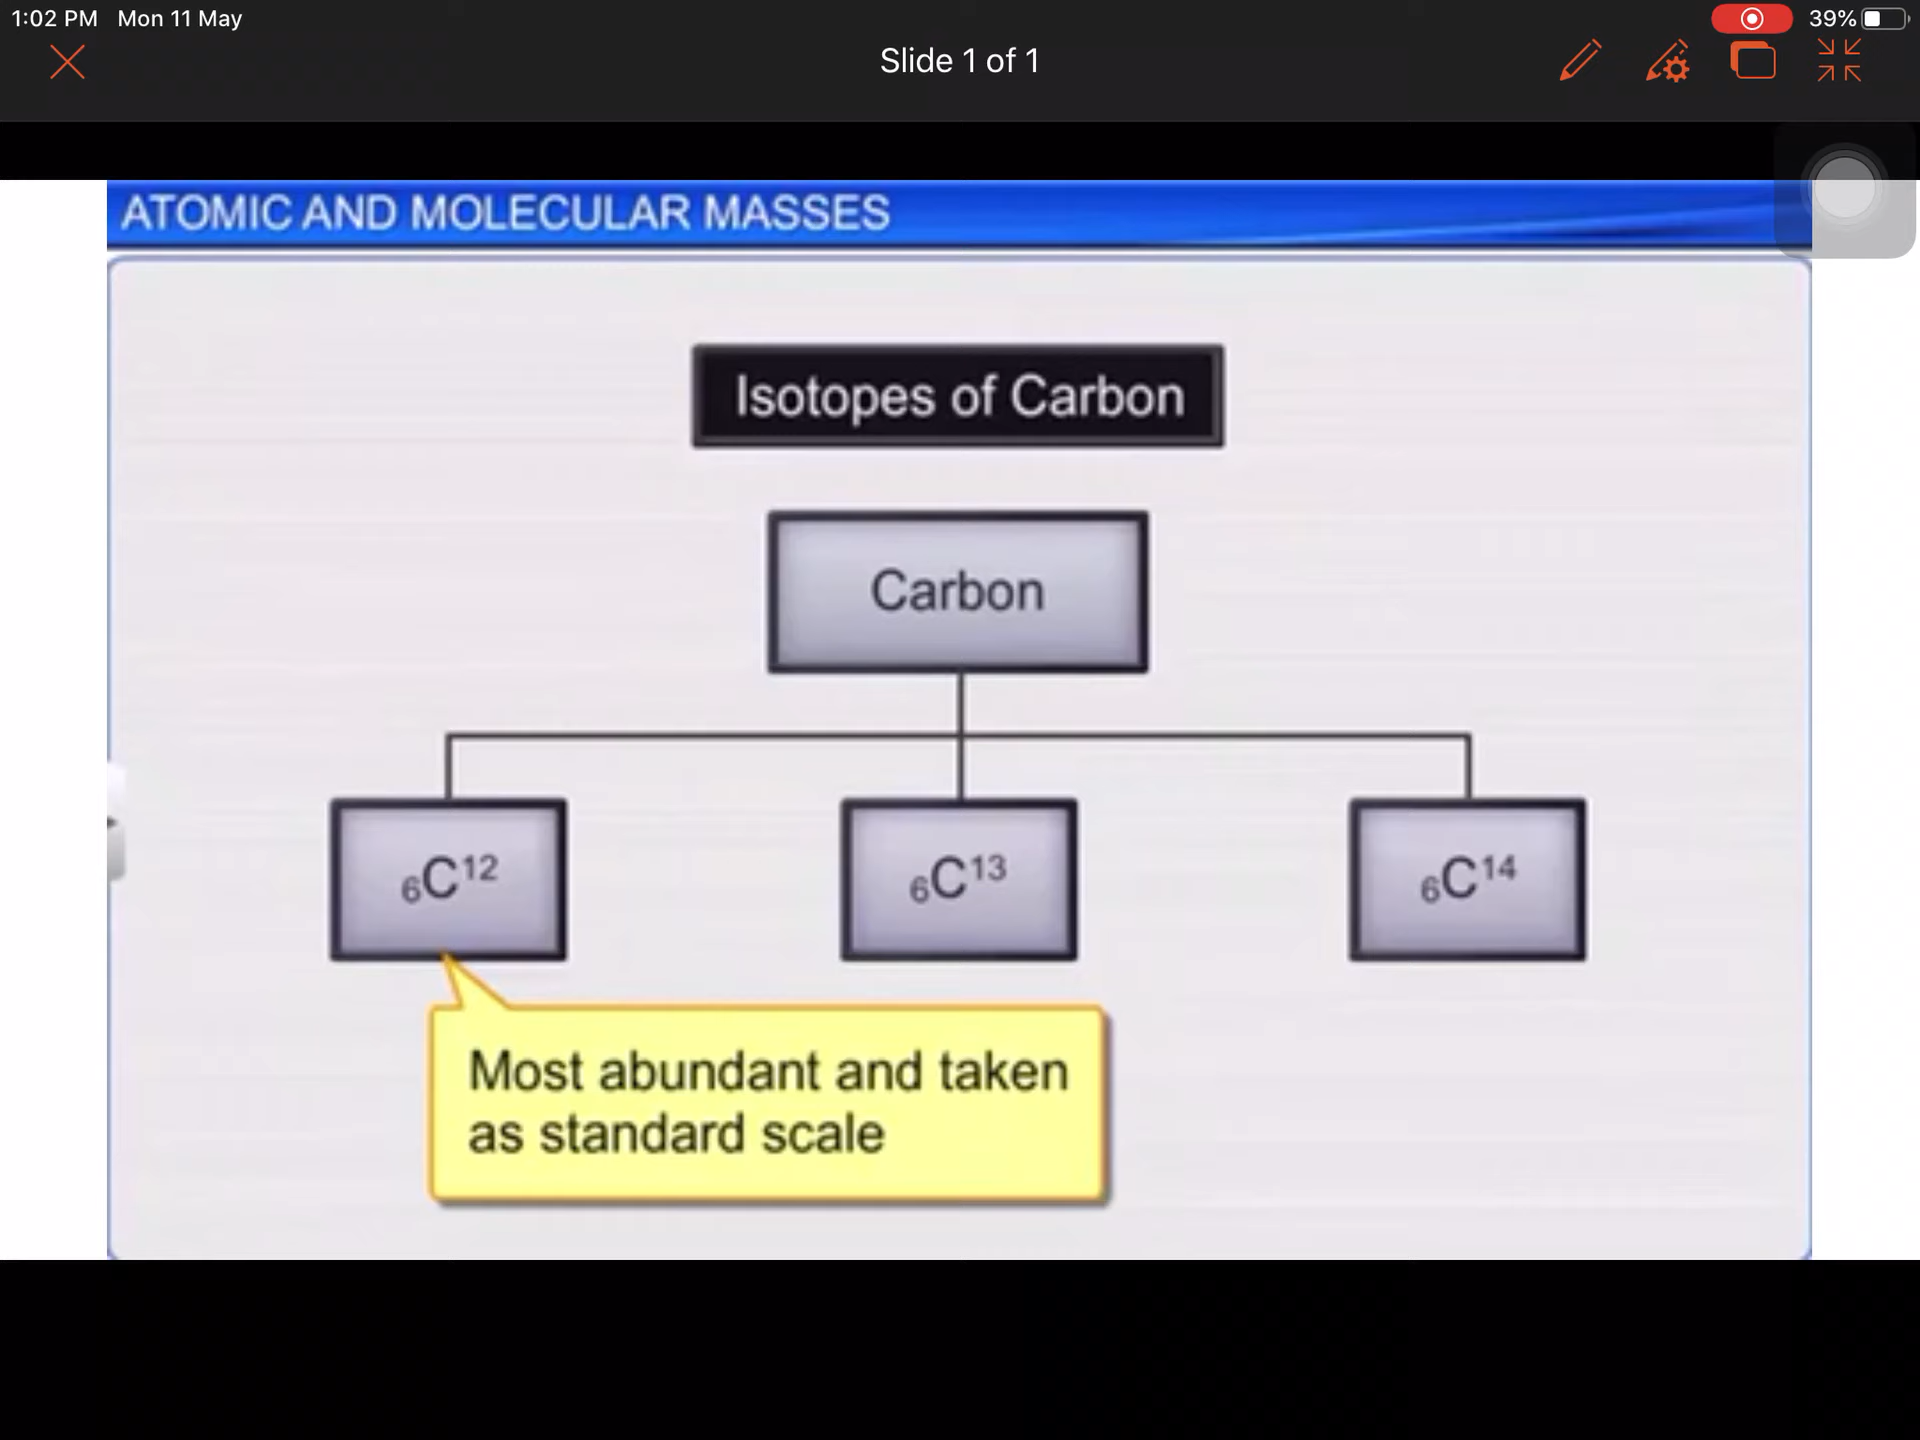 1:02 PM Mon 11 May
39%
Slide 1 of 1
ATOMIC AND MOLECULAR MASSES
Isotopes of Carbon
Carbon
₆C¹²
₆C¹³
₆C¹⁴
Most abundant and taken
as standard scale